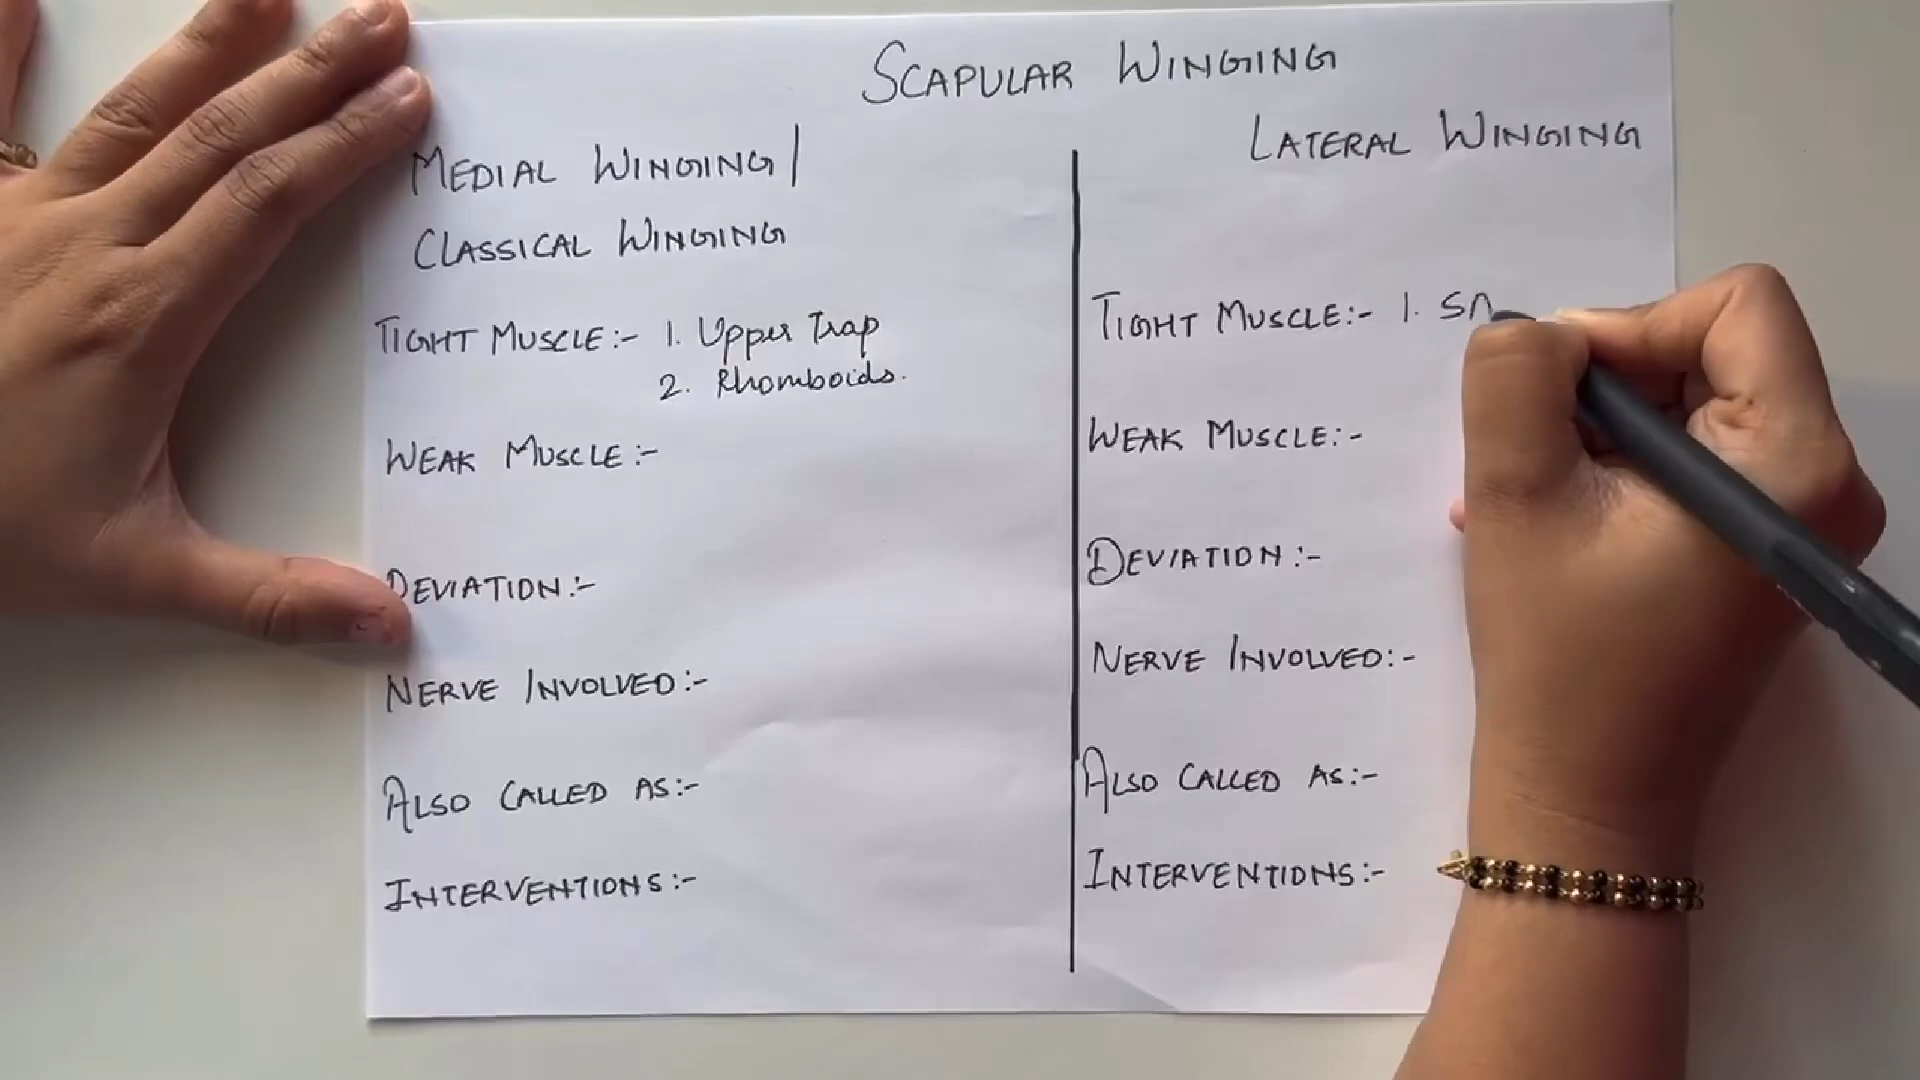 SCAPULAR WINGING
MEDIAL WINGING/
CLASSICAL WINGING
TIGHT MUSCLE:- 1. Upper Trap
2. Rhomboids.
WEAK MUSCLE:-
DEVIATION:-
NERVE INVOLVED:-
ALSO CALLED AS:-
INTERVENTIONS:-
LATERAL WINGING
TIGHT MUSCLE:- 1.
WEAK MUSCLE:-
DEVIATION:-
NERVE INVOLVED:-
ALSO CALLED AS:-
INTERVENTIONS:-